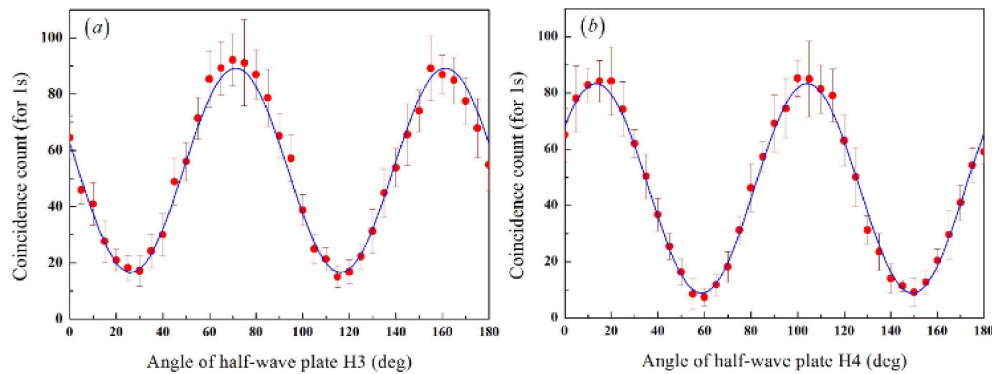 (a)
Coincidence count (for 1s)
100
80
60
40
20
0
0 20 40 60 80 100 120 140 160 180
Angle of half-wave plate H3 (deg)
(b)
Coincidence count (for 1s)
100
80
60
40
20
0
0 20 40 60 80 100 120 140 160 180
Angle of half-wave plate H4 (deg)